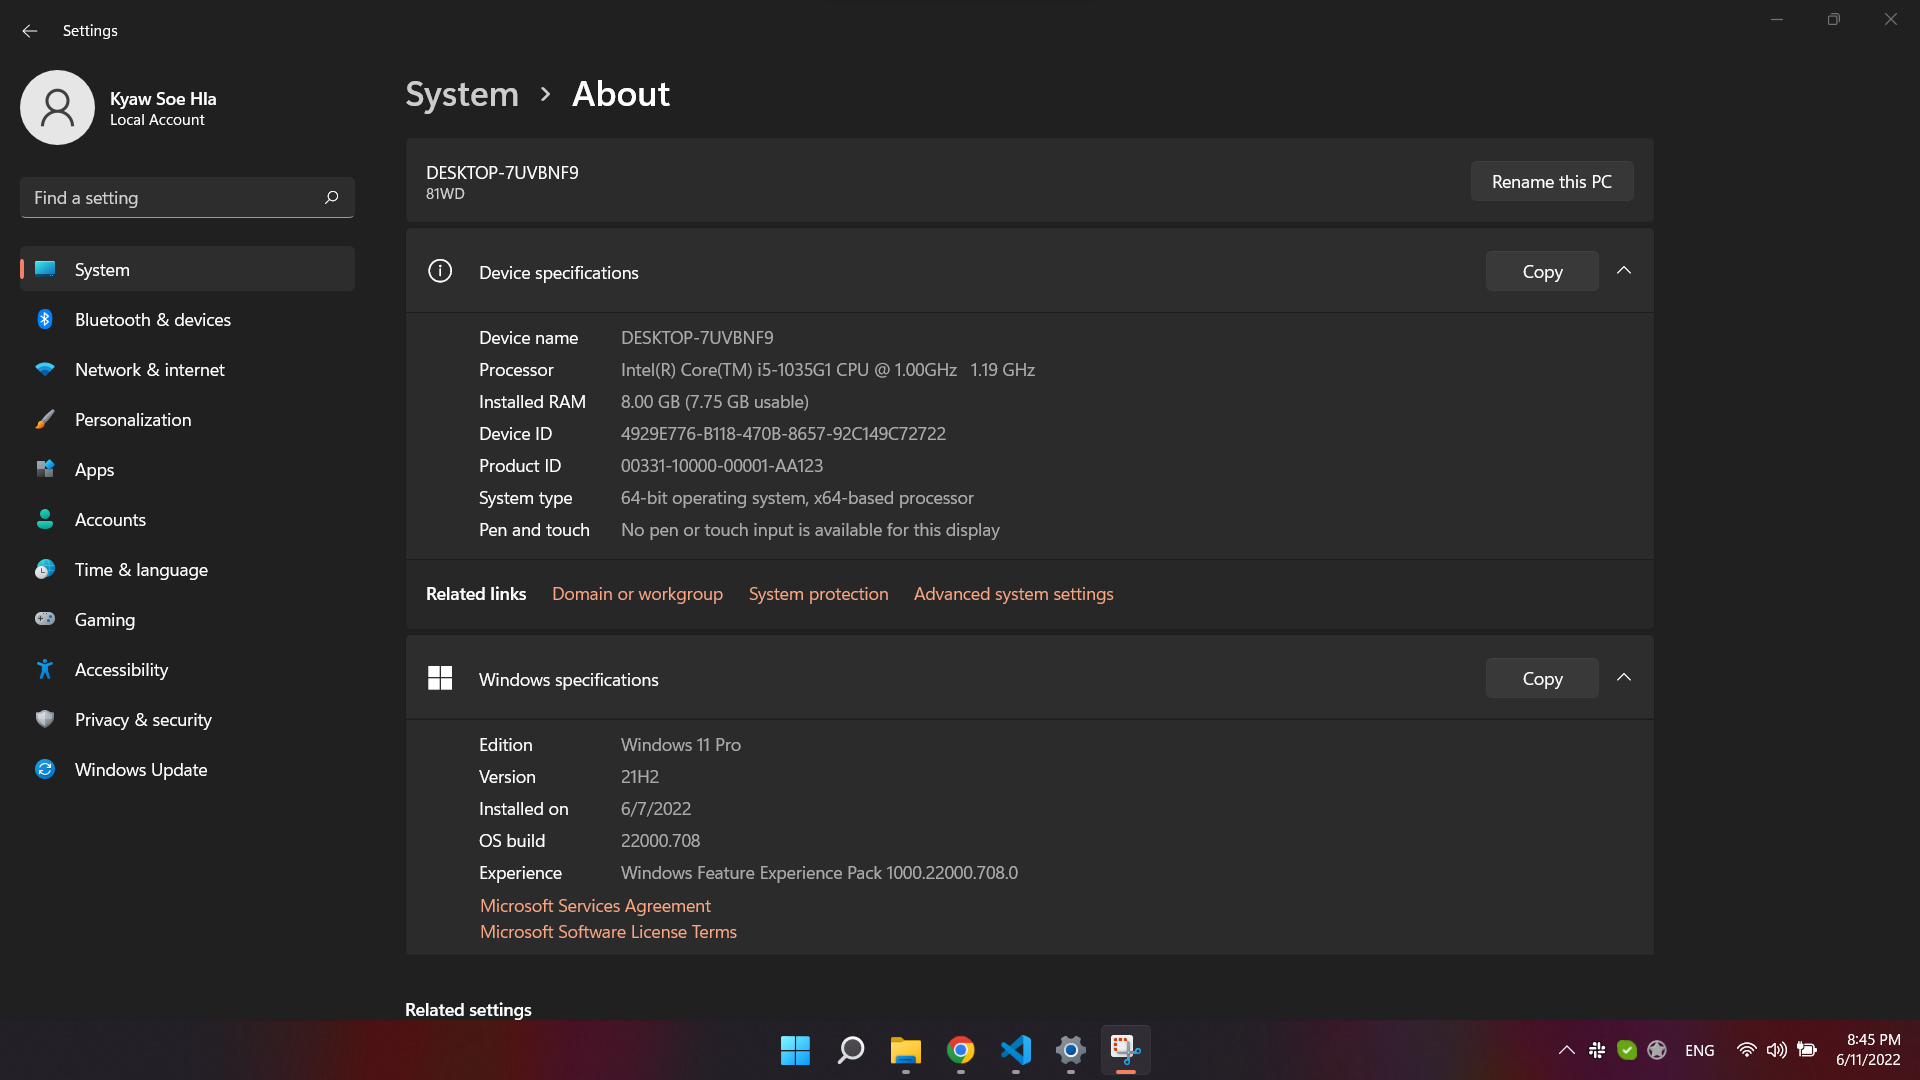 Settings
Kyaw Soe Hla
Local Account
Find a setting
System
Bluetooth & devices
Network & internet
Personalization
Apps
Accounts
Time & language
Gaming
Accessibility
Privacy & security
Windows Update
System › About
DESKTOP-7UVBNF9
81WD
Rename this PC
Device specifications
Copy
Device name DESKTOP-7UVBNF9
Processor Intel(R) Core(TM) i5-1035G1 CPU @ 1.00GHz 1.19 GHz
Installed RAM 8.00 GB (7.75 GB usable)
Device ID 4929E776-B118-470B-8657-92C149C72722
Product ID 00331-10000-00001-AA123
System type 64-bit operating system, x64-based processor
Pen and touch No pen or touch input is available for this display
Related links Domain or workgroup System protection Advanced system settings
Windows specifications
Copy
Edition Windows 11 Pro
Version 21H2
Installed on 6/7/2022
OS build 22000.708
Experience Windows Feature Experience Pack 1000.22000.708.0
Microsoft Services Agreement
Microsoft Software License Terms
Related settings
ENG
8:45 PM
6/11/2022